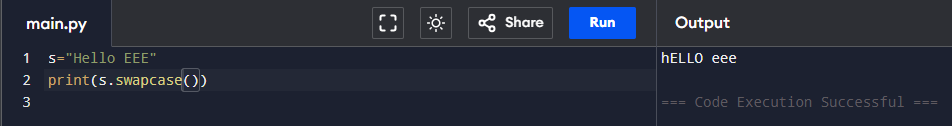 main.py Share Run Output
1 s="Hello EEE"
2 print(s.swapcase())
3
hELLO eee
=== Code Execution Successful ===